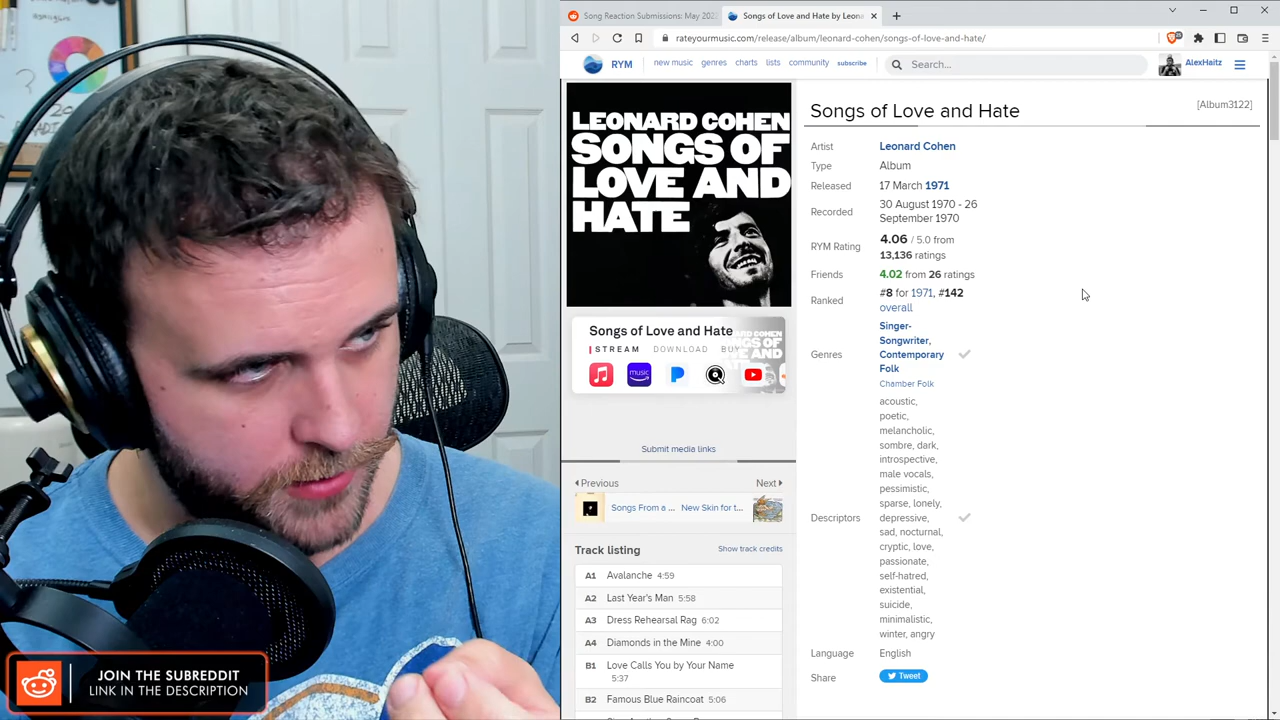 Song Reaction Submissions: May 2022
Songs of Love and Hate by Leona
rateyourmusic.com/release/album/leonard-cohen/songs-of-love-and-hate/
RYM
new music genres charts lists community subscribe
Search...
AlexHaitz
LEONARD COHEN
SONGS OF
LOVE AND
HATE
Songs of Love and Hate
STREAM DOWNLOAD BUY
music
Submit media links
Previous Next
Songs From a ... New Skin for t...
Track listing Show track credits
A1 Avalanche 4:59
A2 Last Year's Man 5:58
A3 Dress Rehearsal Rag 6:02
A4 Diamonds in the Mine 4:00
B1 Love Calls You by Your Name
5:37
B2 Famous Blue Raincoat 5:06
Songs of Love and Hate
[Album3122]
Artist Leonard Cohen
Type Album
Released 17 March 1971
Recorded 30 August 1970 - 26
September 1970
RYM Rating 4.06 / 5.0 from
13,136 ratings
Friends 4.02 from 26 ratings
Ranked #8 for 1971, #142
overall
Genres Singer-
Songwriter,
Contemporary
Folk
Chamber Folk
Descriptors acoustic,
poetic,
melancholic,
sombre, dark,
introspective,
male vocals,
pessimistic,
sparse, lonely,
depressive,
sad, nocturnal,
cryptic, love,
passionate,
self-hatred,
existential,
suicide,
minimalistic,
winter, angry
Language English
Share Tweet
JOIN THE SUBREDDIT
LINK IN THE DESCRIPTION